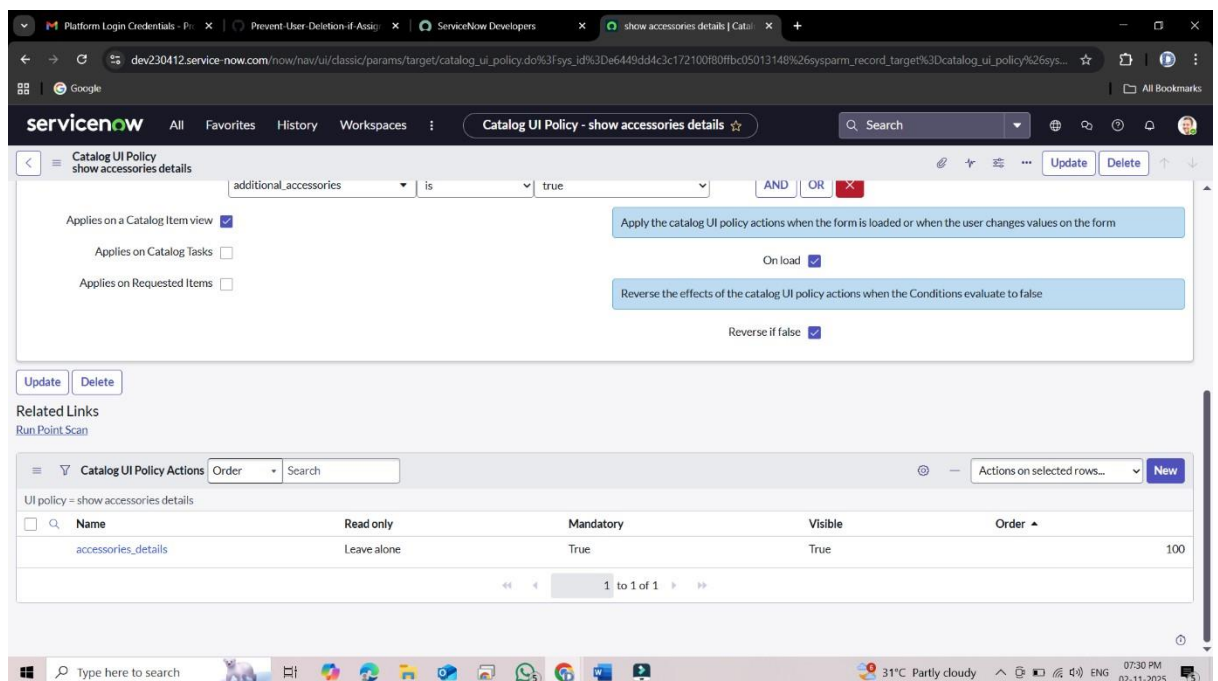 Platform Login Credentials - Pr
Prevent-User-Deletion-if-Assig
ServiceNow Developers
show accessories details | Catal
dev230412.service-now.com/now/nav/ui/classic/params/target/catalog_ui_policy.do%3Fsys_id%3De6449dd4c3c172100f80ffbc05013148%26sysparm_record_target%3Dcatalog_ui_policy%26sys...
Google
All Bookmarks
servicenow All Favorites History Workspaces Catalog UI Policy - show accessories details Search
Catalog UI Policy
show accessories details
Update Delete
additional_accessories is true AND OR
Applies on a Catalog Item view
Apply the catalog UI policy actions when the form is loaded or when the user changes values on the form
Applies on Catalog Tasks
On load
Applies on Requested Items
Reverse the effects of the catalog UI policy actions when the Conditions evaluate to false
Reverse if false
Update Delete
Related Links
Run Point Scan
Catalog UI Policy Actions Order Search Actions on selected rows... New
UI policy = show accessories details
Name Read only Mandatory Visible Order
accessories_details Leave alone True True 100
1 to 1 of 1
Type here to search
31°C Partly cloudy ENG 07:30 PM
02-11-2025